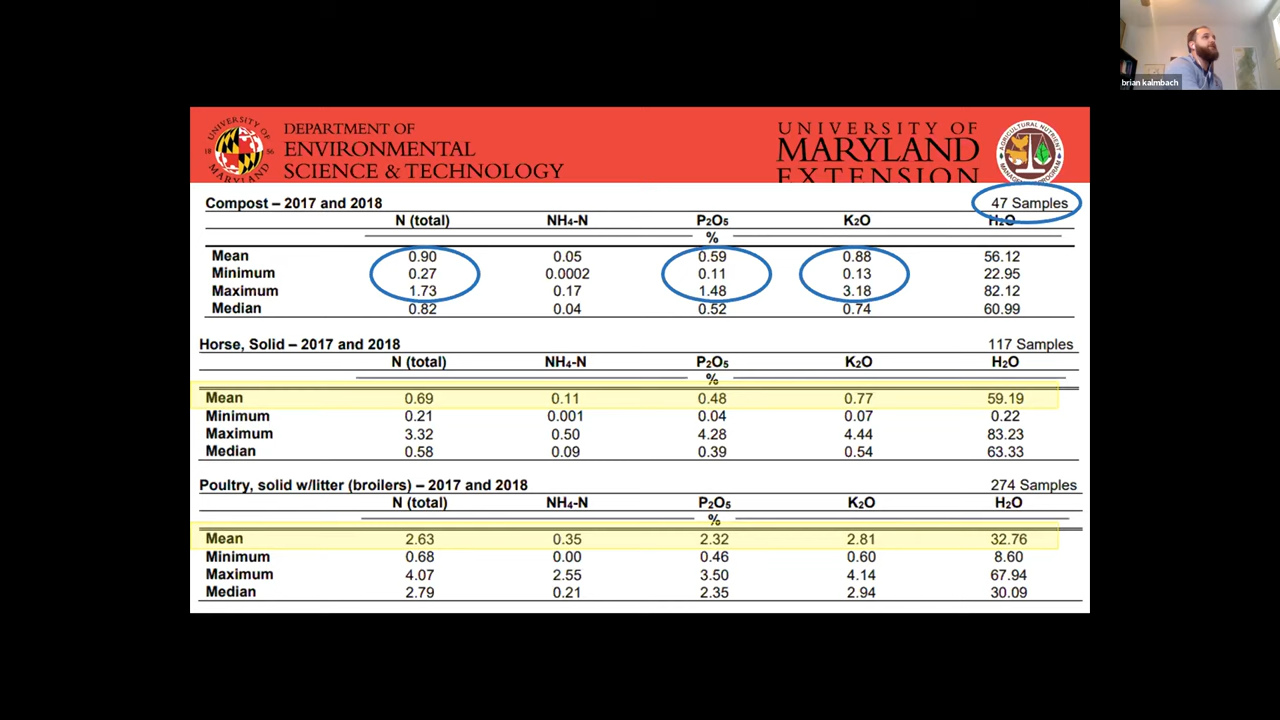 brian kalmbach
UNIVERSITY OF
18 56
MARYLAND
DEPARTMENT OF
ENVIRONMENTAL
SCIENCE & TECHNOLOGY
UNIVERSITY OF
MARYLAND
EXTENSION
AGRICULTURAL NUTRIENT
MANAGEMENT PROGRAM
Compost – 2017 and 2018 47 Samples
N (total) NH₄-N P₂O₅ K₂O H₂O
%
Mean 0.90 0.05 0.59 0.88 56.12
Minimum 0.27 0.0002 0.11 0.13 22.95
Maximum 1.73 0.17 1.48 3.18 82.12
Median 0.82 0.04 0.52 0.74 60.99
Horse, Solid – 2017 and 2018 117 Samples
N (total) NH₄-N P₂O₅ K₂O H₂O
%
Mean 0.69 0.11 0.48 0.77 59.19
Minimum 0.21 0.001 0.04 0.07 0.22
Maximum 3.32 0.50 4.28 4.44 83.23
Median 0.58 0.09 0.39 0.54 63.33
Poultry, solid w/litter (broilers) – 2017 and 2018 274 Samples
N (total) NH₄-N P₂O₅ K₂O H₂O
%
Mean 2.63 0.35 2.32 2.81 32.76
Minimum 0.68 0.00 0.46 0.60 8.60
Maximum 4.07 2.55 3.50 4.14 67.94
Median 2.79 0.21 2.35 2.94 30.09